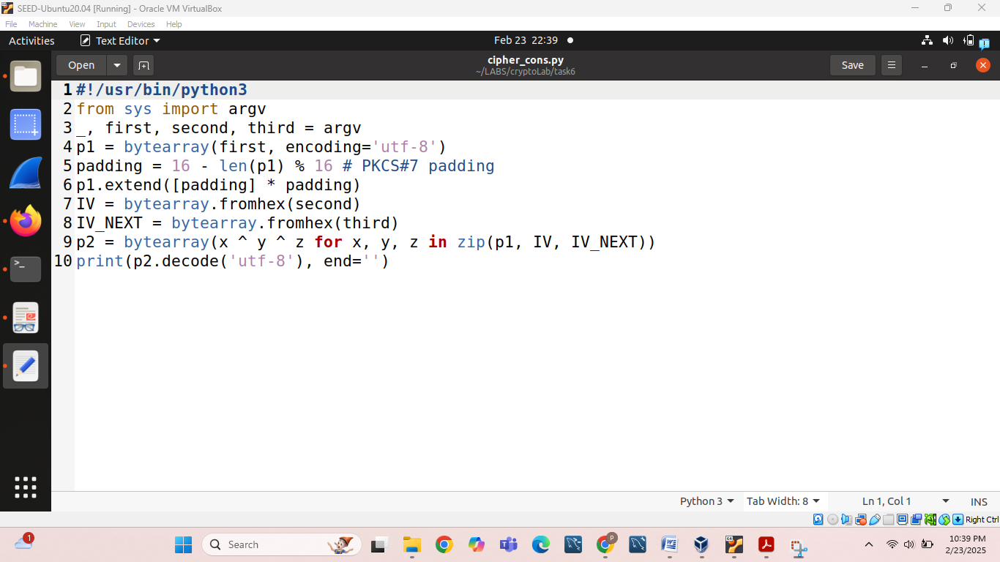 SEED-Ubuntu20.04 [Running] - Oracle VM VirtualBox
File Machine View Input Devices Help
Activities Text Editor Feb 23 22:39
Open cipher_cons.py Save
~/LABS/cryptoLab/task6
1 #!/usr/bin/python3
2 from sys import argv
3 _, first, second, third = argv
4 p1 = bytearray(first, encoding='utf-8')
5 padding = 16 - len(p1) % 16 # PKCS#7 padding
6 p1.extend([padding] * padding)
7 IV = bytearray.fromhex(second)
8 IV_NEXT = bytearray.fromhex(third)
9 p2 = bytearray(x ^ y ^ z for x, y, z in zip(p1, IV, IV_NEXT))
10 print(p2.decode('utf-8'), end='')
Python 3 Tab Width: 8 Ln 1, Col 1 INS
Right Ctrl
1 Search P 10:39 PM
2/23/2025